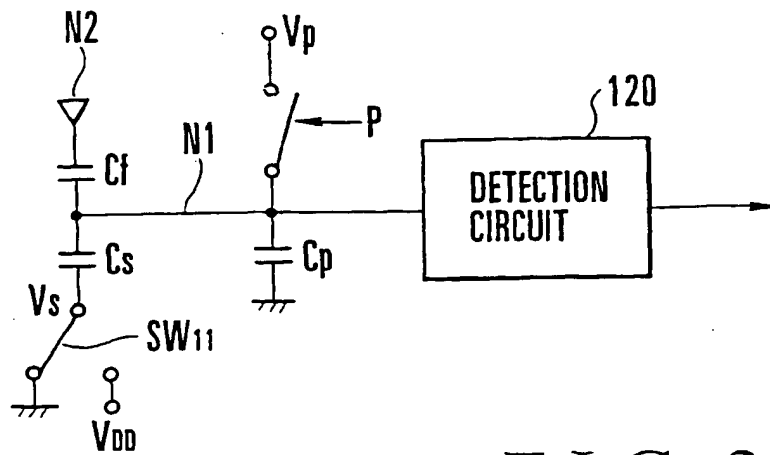 N2
Vp
120
N1
P
Cf
DETECTION
CIRCUIT
Cs
Cp
Vs
SW11
VDD